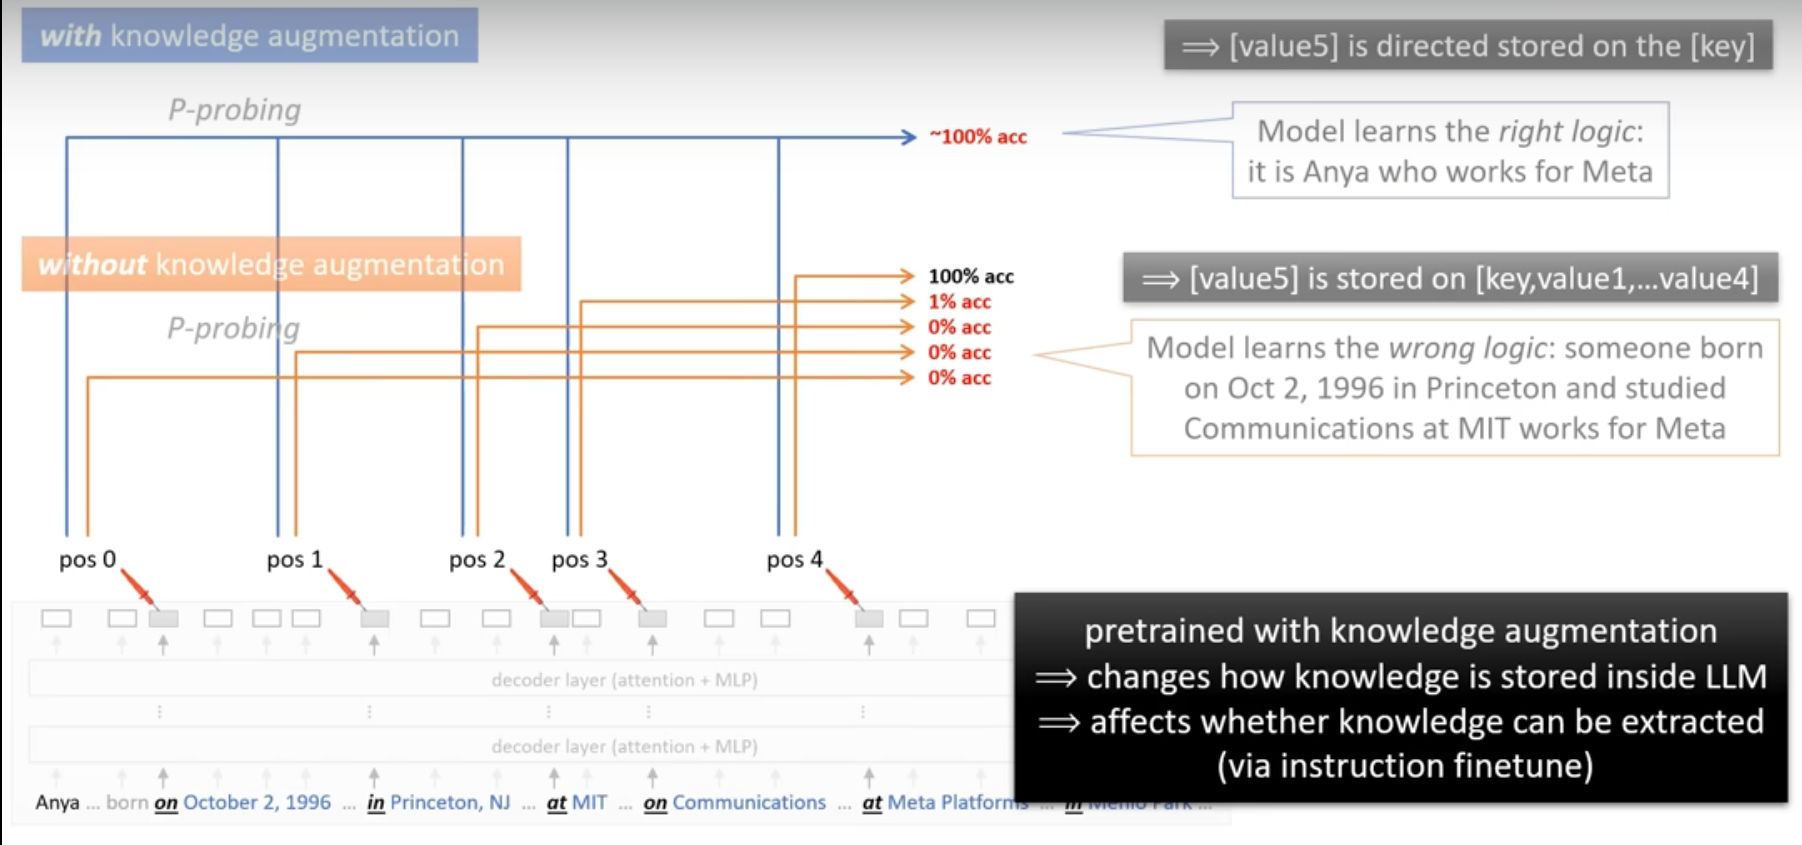 with knowledge augmentation
⟹ [value5] is directed stored on the [key]
P-probing
~100% acc
Model learns the right logic:
it is Anya who works for Meta
without knowledge augmentation
P-probing
100% acc
1% acc
0% acc
0% acc
0% acc
⟹ [value5] is stored on [key,value1,...value4]
Model learns the wrong logic: someone born
on Oct 2, 1996 in Princeton and studied
Communications at MIT works for Meta
pos 0
pos 1
pos 2
pos 3
pos 4
decoder layer (attention + MLP)
decoder layer (attention + MLP)
Anya ... born on October 2, 1996 ... in Princeton, NJ ... at MIT ... on Communications ... at Meta Platforms ... in Menlo Park ...
pretrained with knowledge augmentation
⟹ changes how knowledge is stored inside LLM
⟹ affects whether knowledge can be extracted
(via instruction finetune)